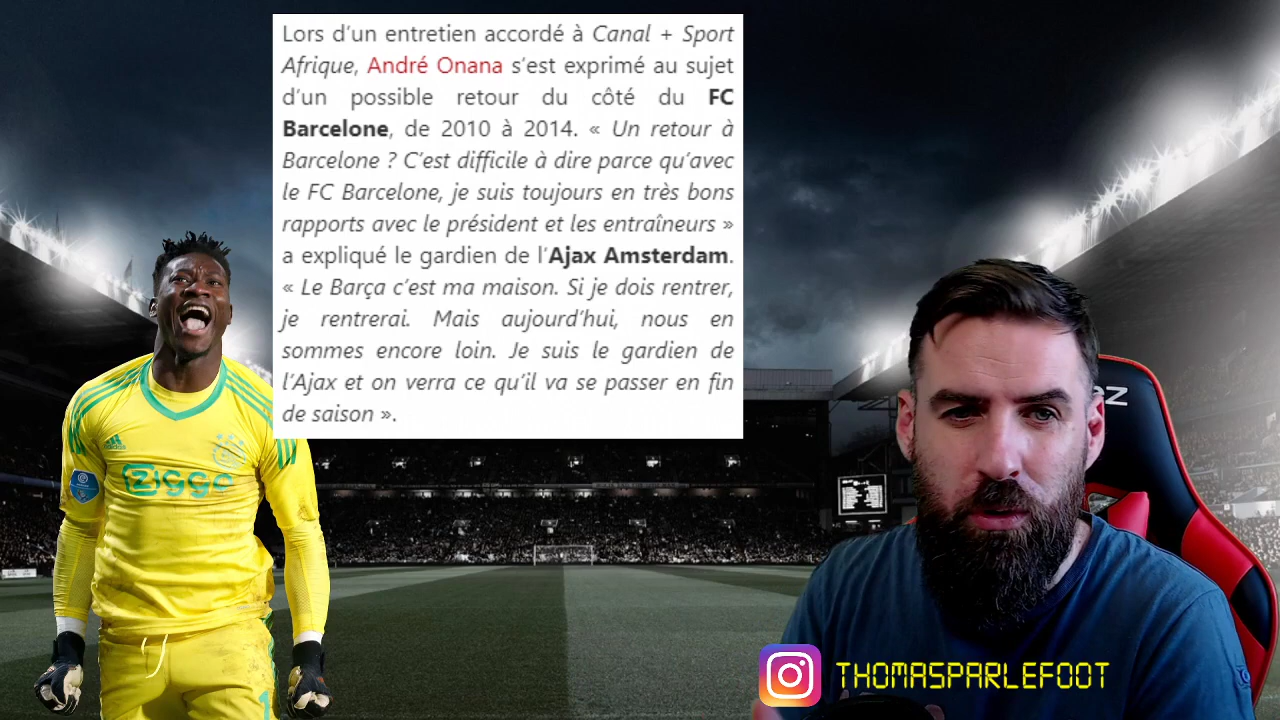 Lors d’un entretien accordé à Canal + Sport
Afrique, André Onana s’est exprimé au sujet
d’un possible retour du côté du FC
Barcelone, de 2010 à 2014. « Un retour à
Barcelone ? C’est difficile à dire parce qu’avec
le FC Barcelone, je suis toujours en très bons
rapports avec le président et les entraîneurs »
a expliqué le gardien de l’Ajax Amsterdam.
« Le Barça c’est ma maison. Si je dois rentrer,
je rentrerai. Mais aujourd’hui, nous en
sommes encore loin. Je suis le gardien de
l’Ajax et on verra ce qu’il va se passer en fin
de saison ».
adidas
Ziggo
1
THOMASPARLEFOOT